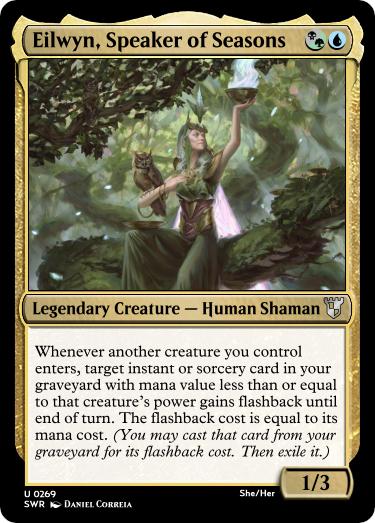 Eilwyn, Speaker of Seasons
Legendary Creature — Human Shaman
Whenever another creature you control
enters, target instant or sorcery card in your
graveyard with mana value less than or equal
to that creature's power gains flashback until
end of turn. The flashback cost is equal to its
mana cost. (You may cast that card from your
graveyard for its flashback cost. Then exile it.)
1/3
U 0269
She/Her
SWR Daniel Correia